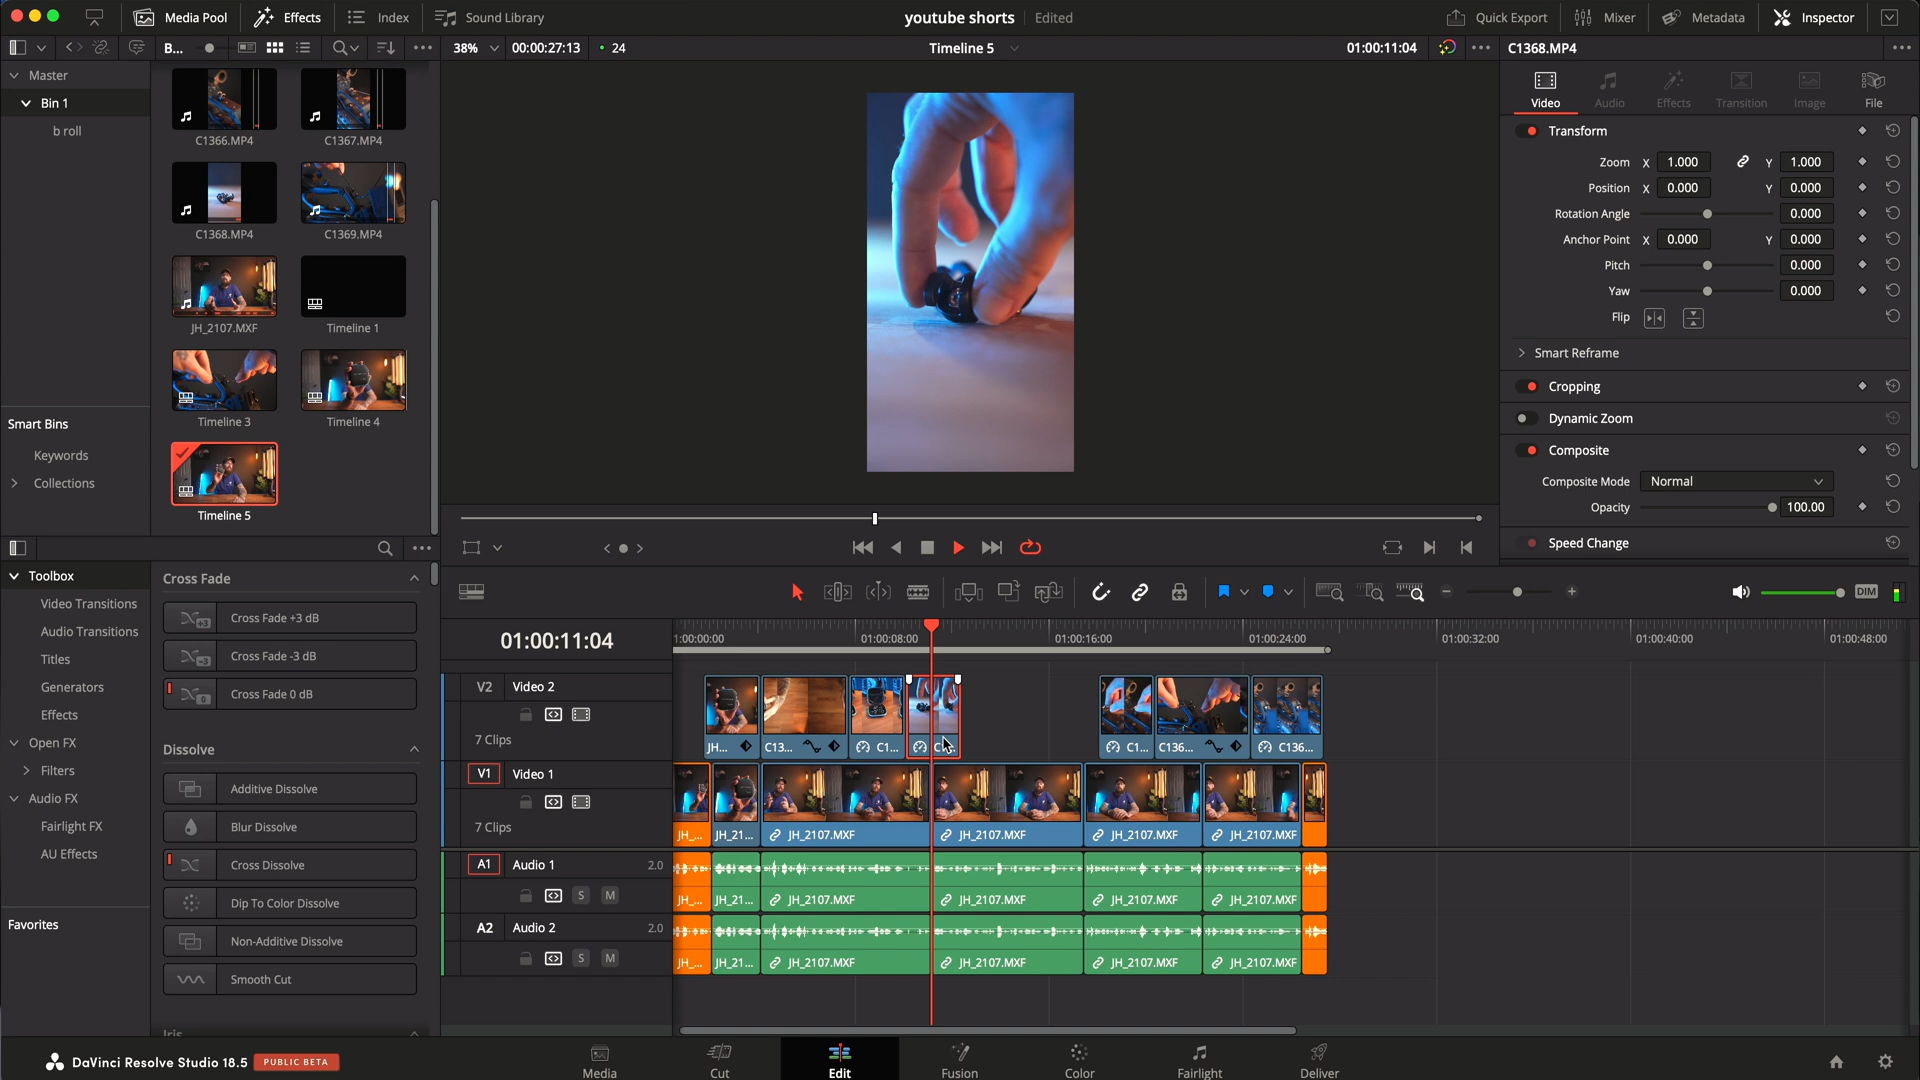 Media Pool
Effects
Index
Sound Library
youtube shorts
Edited
Quick Export
Mixer
Metadata
Inspector
B...
38%
00:00:27:13
24
Timeline 5
01:00:11:04
C1368.MP4
Master
Bin 1
b roll
C1366.MP4
C1367.MP4
C1368.MP4
C1369.MP4
JH_2107.MXF
Timeline 1
Timeline 3
Timeline 4
Timeline 5
Smart Bins
Keywords
Collections
Video
Audio
Effects
Transition
Image
File
Transform
Zoom X 1.000 Y 1.000
Position X 0.000 Y 0.000
Rotation Angle 0.000
Anchor Point X 0.000 Y 0.000
Pitch 0.000
Yaw 0.000
Flip
Smart Reframe
Cropping
Dynamic Zoom
Composite
Composite Mode Normal
Opacity 100.00
Speed Change
Toolbox
Video Transitions
Audio Transitions
Titles
Generators
Effects
Open FX
Filters
Audio FX
Fairlight FX
AU Effects
Favorites
Cross Fade
+3 Cross Fade +3 dB
-3 Cross Fade -3 dB
0 Cross Fade 0 dB
Dissolve
Additive Dissolve
Blur Dissolve
Cross Dissolve
Dip To Color Dissolve
Non-Additive Dissolve
Smooth Cut
DIM
01:00:11:04
1:00:00:00
01:00:08:00
01:00:16:00
01:00:24:00
01:00:32:00
01:00:40:00
01:00:48:00
V2 Video 2
7 Clips
JH... C13... C1... C... C1... C136... C136...
V1 Video 1
7 Clips
JH_... JH_21... JH_2107.MXF JH_2107.MXF JH_2107.MXF JH_2107.MXF
A1 Audio 1 2.0
S M
JH_... JH_21... JH_2107.MXF JH_2107.MXF JH_2107.MXF JH_2107.MXF
A2 Audio 2 2.0
S M
JH_... JH_21... JH_2107.MXF JH_2107.MXF JH_2107.MXF JH_2107.MXF
DaVinci Resolve Studio 18.5
PUBLIC BETA
Media
Cut
Edit
Fusion
Color
Fairlight
Deliver